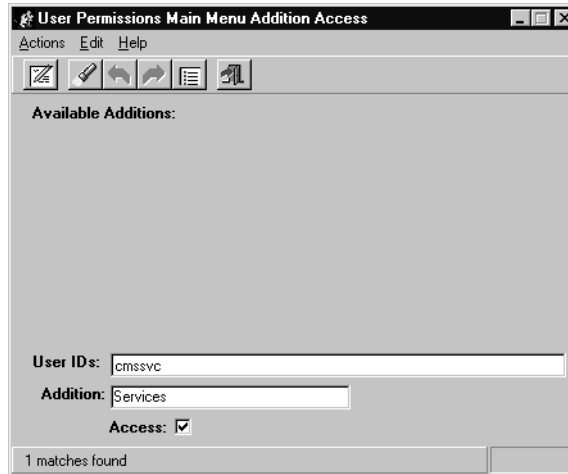 User Permissions Main Menu Addition Access
Actions Edit Help
Available Additions:
User IDs: cmssvc
Addition: Services
Access:
1 matches found